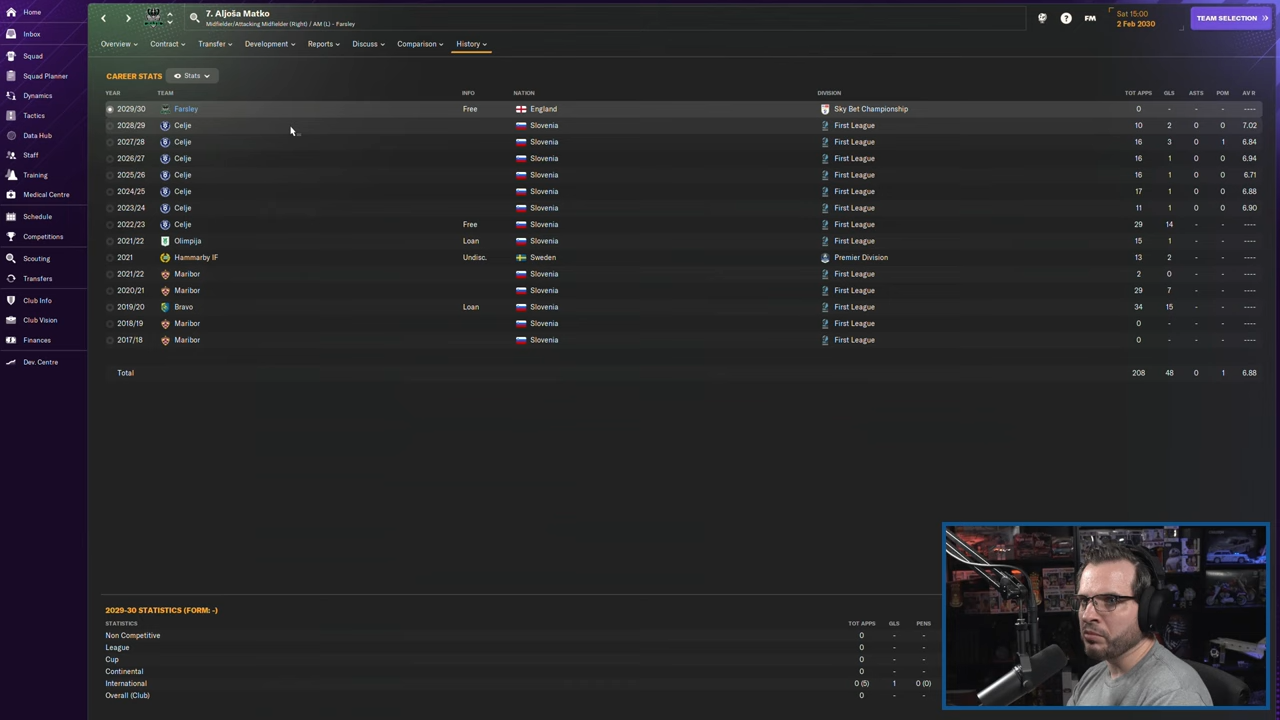 Home
Inbox
Squad
Squad Planner
Dynamics
Tactics
Data Hub
Staff
Training
Medical Centre
Schedule
Competitions
Scouting
Transfers
Club Info
Club Vision
Finances
Dev. Centre
7. Aljoša Matko
Midfielder/Attacking Midfielder (Right) / AM (L) - Farsley
? FM
Sat 15:00
2 Feb 2030
TEAM SELECTION
Overview Contract Transfer Development Reports Discuss Comparison History
CAREER STATS Stats
YEAR TEAM INFO NATION DIVISION TOT APPS GLS ASTS POM AV R
2029/30 Farsley Free England Sky Bet Championship 0 - - - ----
2028/29 Celje Slovenia First League 10 2 0 0 7.02
2027/28 Celje Slovenia First League 16 3 0 1 6.84
2026/27 Celje Slovenia First League 16 1 0 0 6.94
2025/26 Celje Slovenia First League 16 1 0 0 6.71
2024/25 Celje Slovenia First League 17 1 0 0 6.88
2023/24 Celje Slovenia First League 11 1 0 0 6.90
2022/23 Celje Free Slovenia First League 29 14 - - ----
2021/22 Olimpija Loan Slovenia First League 15 1 - - ----
2021 Hammarby IF Undisc. Sweden Premier Division 13 2 - - ----
2021/22 Maribor Slovenia First League 2 0 - - ----
2020/21 Maribor Slovenia First League 29 7 - - ----
2019/20 Bravo Loan Slovenia First League 34 15 - - ----
2018/19 Maribor Slovenia First League 0 - - - ----
2017/18 Maribor Slovenia First League 0 - - - ----
Total 208 48 0 1 6.88
2029-30 STATISTICS (FORM: -)
STATISTICS TOT APPS GLS PENS
Non Competitive 0 - -
League 0 - -
Cup 0 - -
Continental 0 - -
International 0 (5) 1 0 (0)
Overall (Club) 0 - -